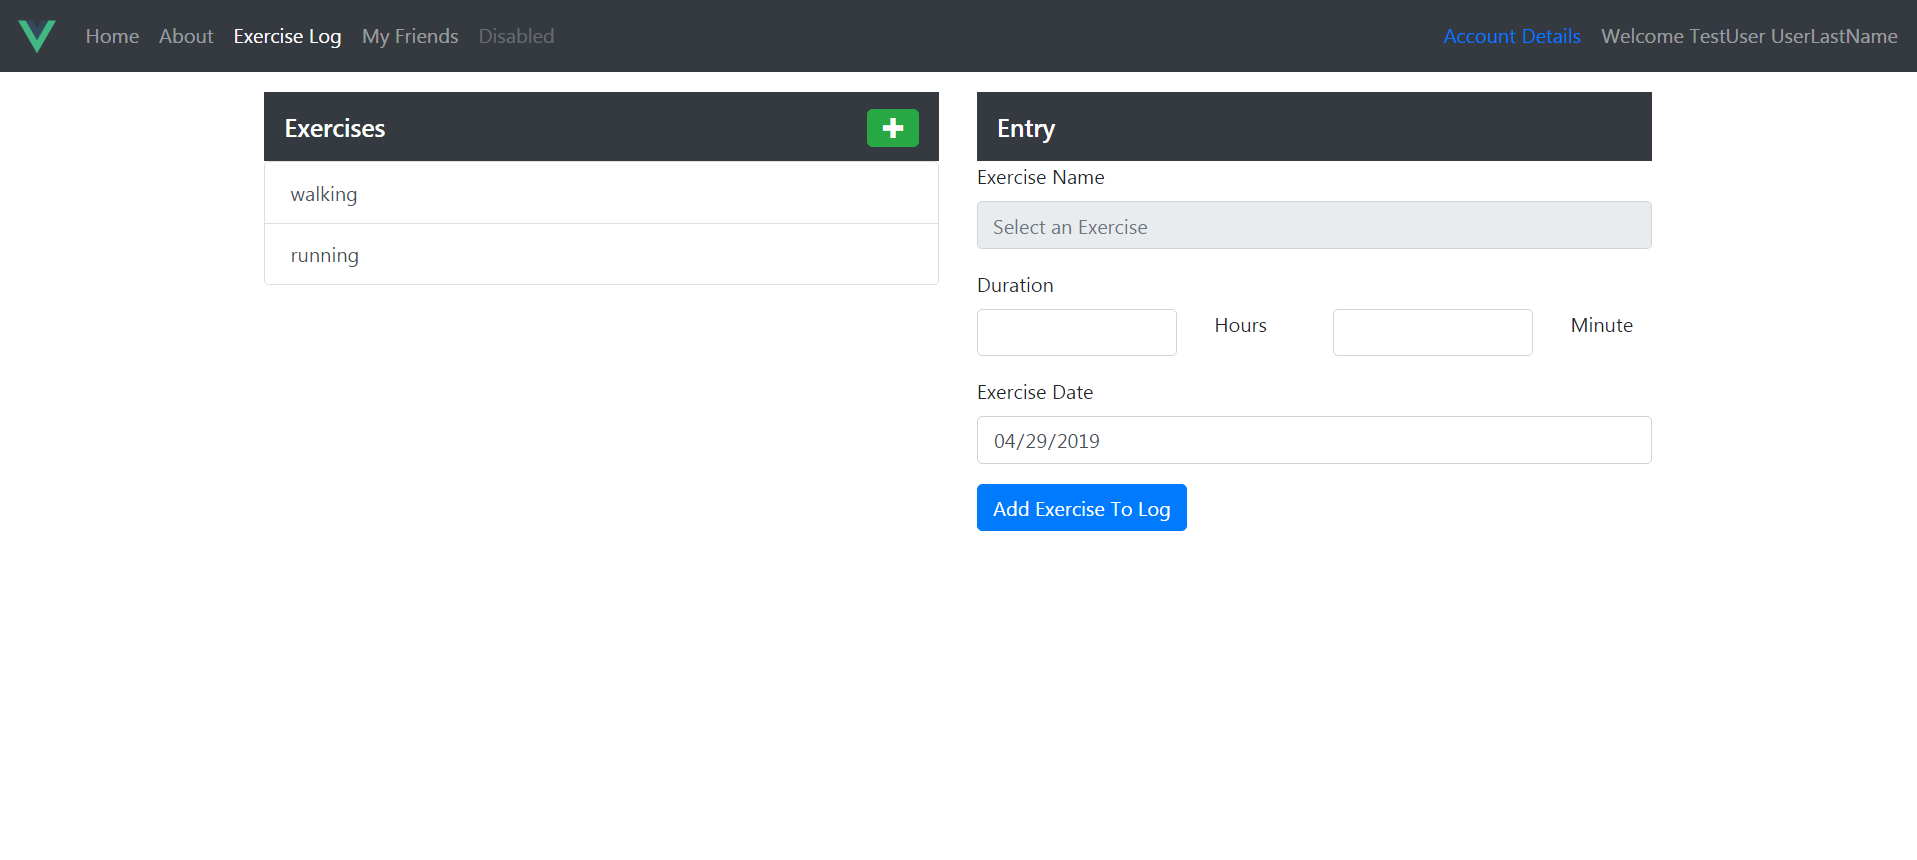 Home About Exercise Log My Friends Disabled Account Details Welcome TestUser UserLastName
Exercises
walking
running
Entry
Exercise Name
Select an Exercise
Duration
Hours Minute
Exercise Date
04/29/2019
Add Exercise To Log